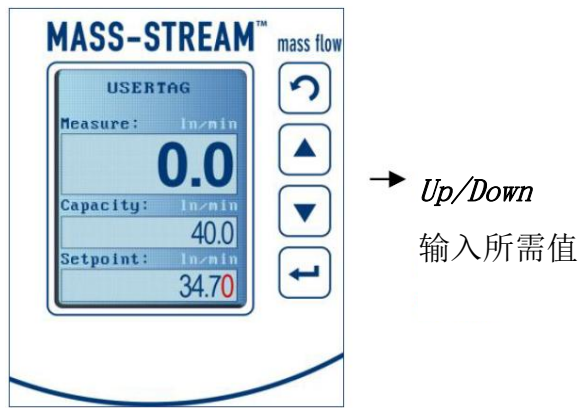 MASS-STREAM™ mass flow
USERTAG
Measure: ln/min
0.0
Capacity: ln/min
40.0
Setpoint: ln/min
34.70
→ Up/Down
输入所需值